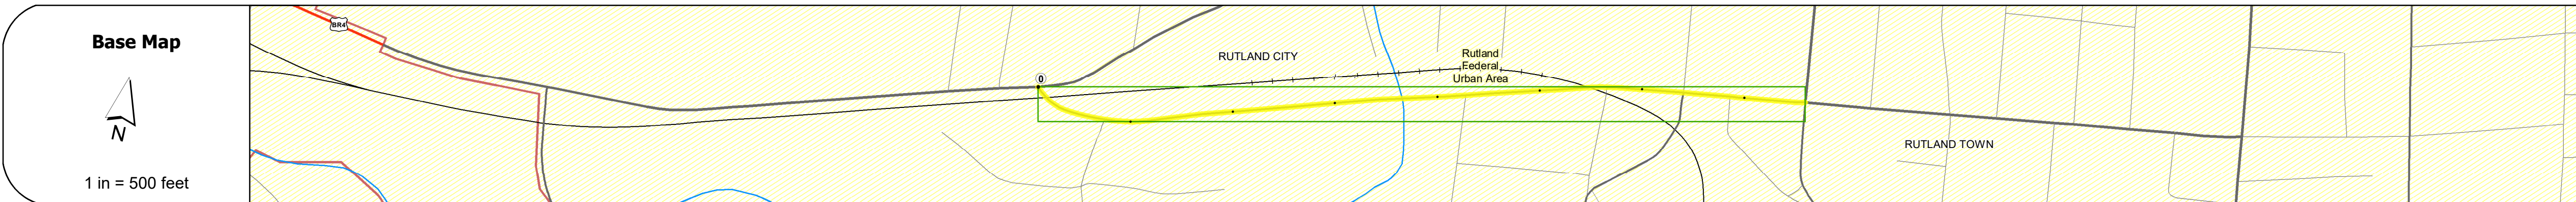 Base Map
N
1 in = 500 feet
BR4
0
RUTLAND CITY
Rutland
Federal
Urban Area
RUTLAND TOWN